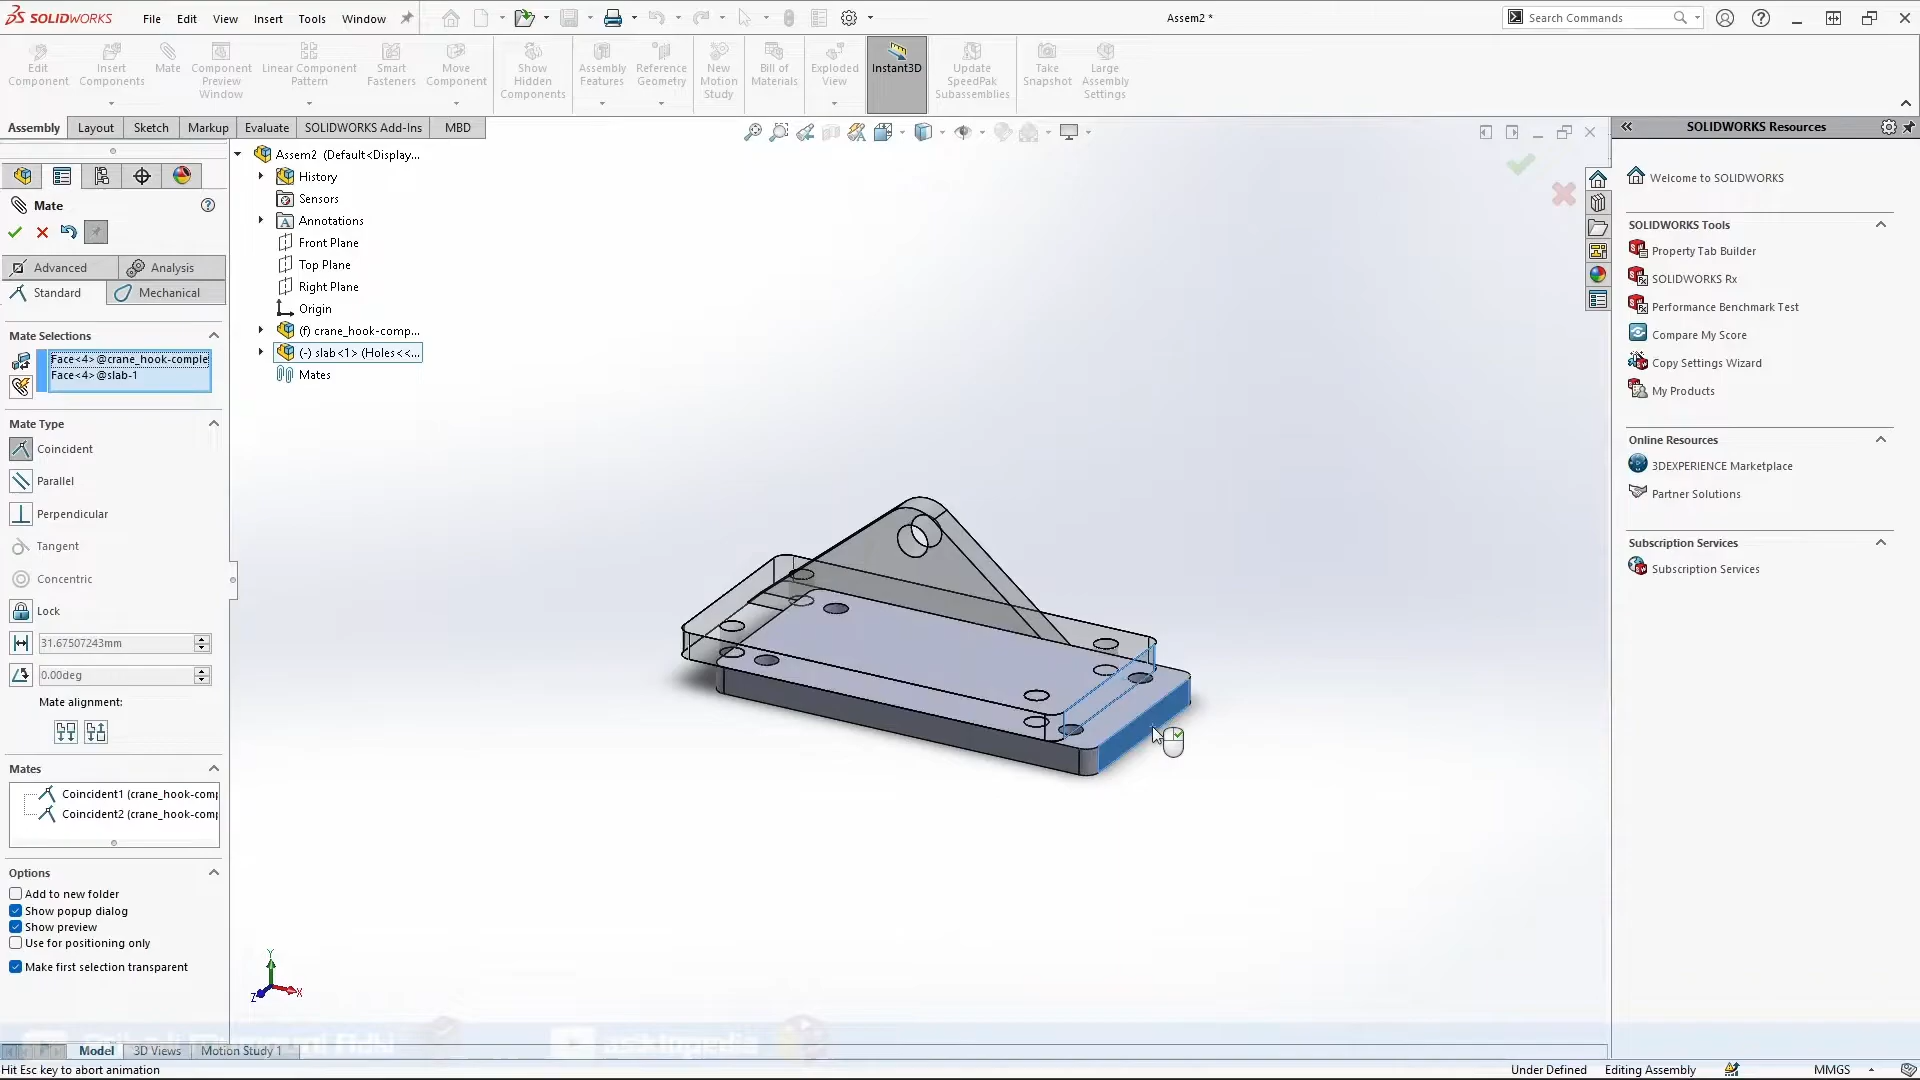 SOLIDWORKS
File Edit View Insert Tools Window
Assem2 *
Search Commands
Edit Component
Insert Components
Mate
Component Preview Window
Linear Component Pattern
Smart Fasteners
Move Component
Show Hidden Components
Assembly Features
Reference Geometry
New Motion Study
Bill of Materials
Exploded View
Instant3D
Update SpeedPak Subassemblies
Take Snapshot
Large Assembly Settings
Assembly Layout Sketch Markup Evaluate SOLIDWORKS Add-Ins MBD
Mate
Advanced Analysis
Standard Mechanical
Mate Selections
Face<4>@crane_hook-comple
Face<4>@slab-1
Mate Type
Coincident
Parallel
Perpendicular
Tangent
Concentric
Lock
31.67507243mm
0.00deg
Mate alignment:
Mates
Coincident1 (crane_hook-comp
Coincident2 (crane_hook-comp
Options
Add to new folder
Show popup dialog
Show preview
Use for positioning only
Make first selection transparent
Assem2 (Default<Display...
History
Sensors
Annotations
Front Plane
Top Plane
Right Plane
Origin
(f) crane_hook-comp...
(-) slab<1> (Holes<<...
Mates
Y
X
Z
SOLIDWORKS Resources
Welcome to SOLIDWORKS
SOLIDWORKS Tools
Property Tab Builder
SOLIDWORKS Rx
Performance Benchmark Test
Compare My Score
Copy Settings Wizard
My Products
Online Resources
3DEXPERIENCE Marketplace
Partner Solutions
Subscription Services
Subscription Services
Model 3D Views Motion Study 1
Hit Esc key to abort animation
Under Defined Editing Assembly MMGS